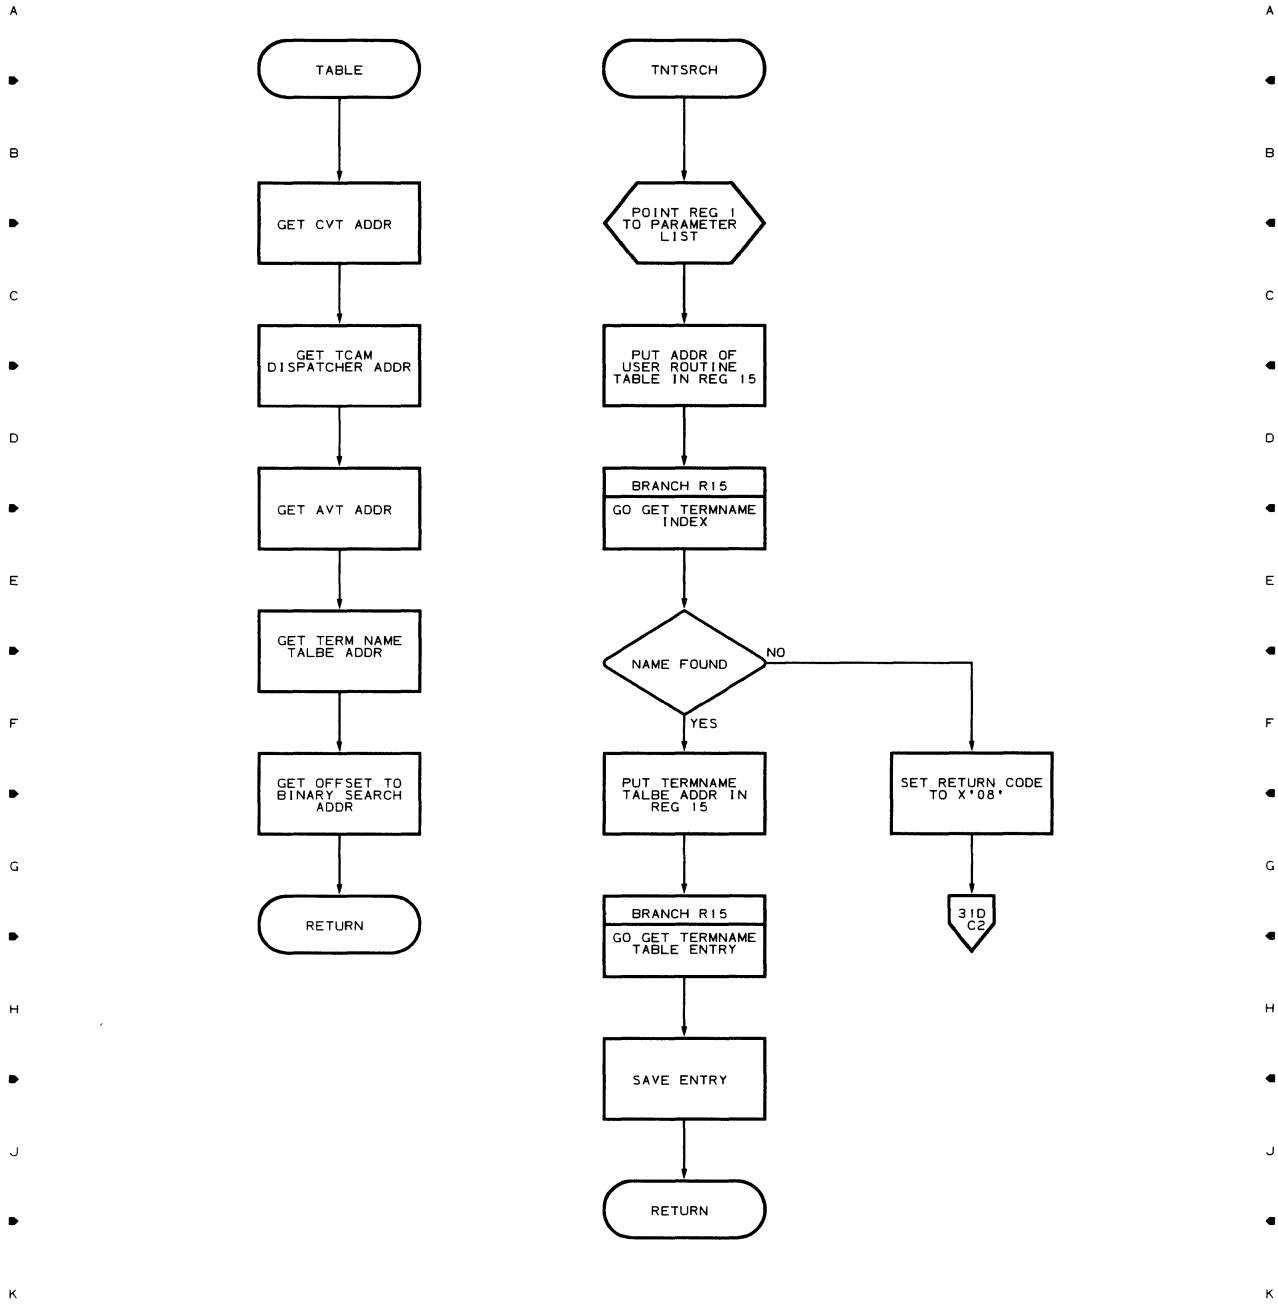 A
A
TABLE
TNTSRCH
B
B
GET CVT ADDR
POINT REG 1
TO PARAMETER
LIST
C
C
GET TCAM
DISPATCHER ADDR
PUT ADDR OF
USER ROUTINE
TABLE IN REG 15
D
D
BRANCH R15
GET AVT ADDR
GO GET TERMNAME
INDEX
E
E
GET TERM NAME
TALBE ADDR
NAME FOUND
NO
YES
F
F
GET OFFSET TO
BINARY SEARCH
ADDR
PUT TERMNAME
TALBE ADDR IN
REG 15
SET RETURN CODE
TO X'08'
G
G
RETURN
BRANCH R15
GO GET TERMNAME
TABLE ENTRY
31D
C2
H
H
SAVE ENTRY
J
J
RETURN
K
K